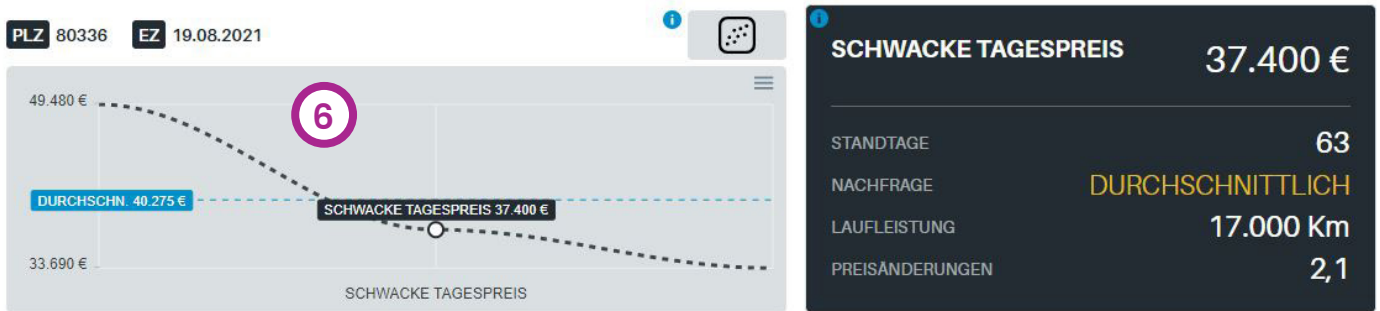 PLZ 80336 EZ 19.08.2021
i
49.480 €
6
DURCHSCHN. 40.275 €
SCHWACKE TAGESPREIS 37.400 €
33.690 €
SCHWACKE TAGESPREIS
i
SCHWACKE TAGESPREIS 37.400 €
STANDTAGE 63
NACHFRAGE DURCHSCHNITTLICH
LAUFLEISTUNG 17.000 Km
PREISÄNDERUNGEN 2,1